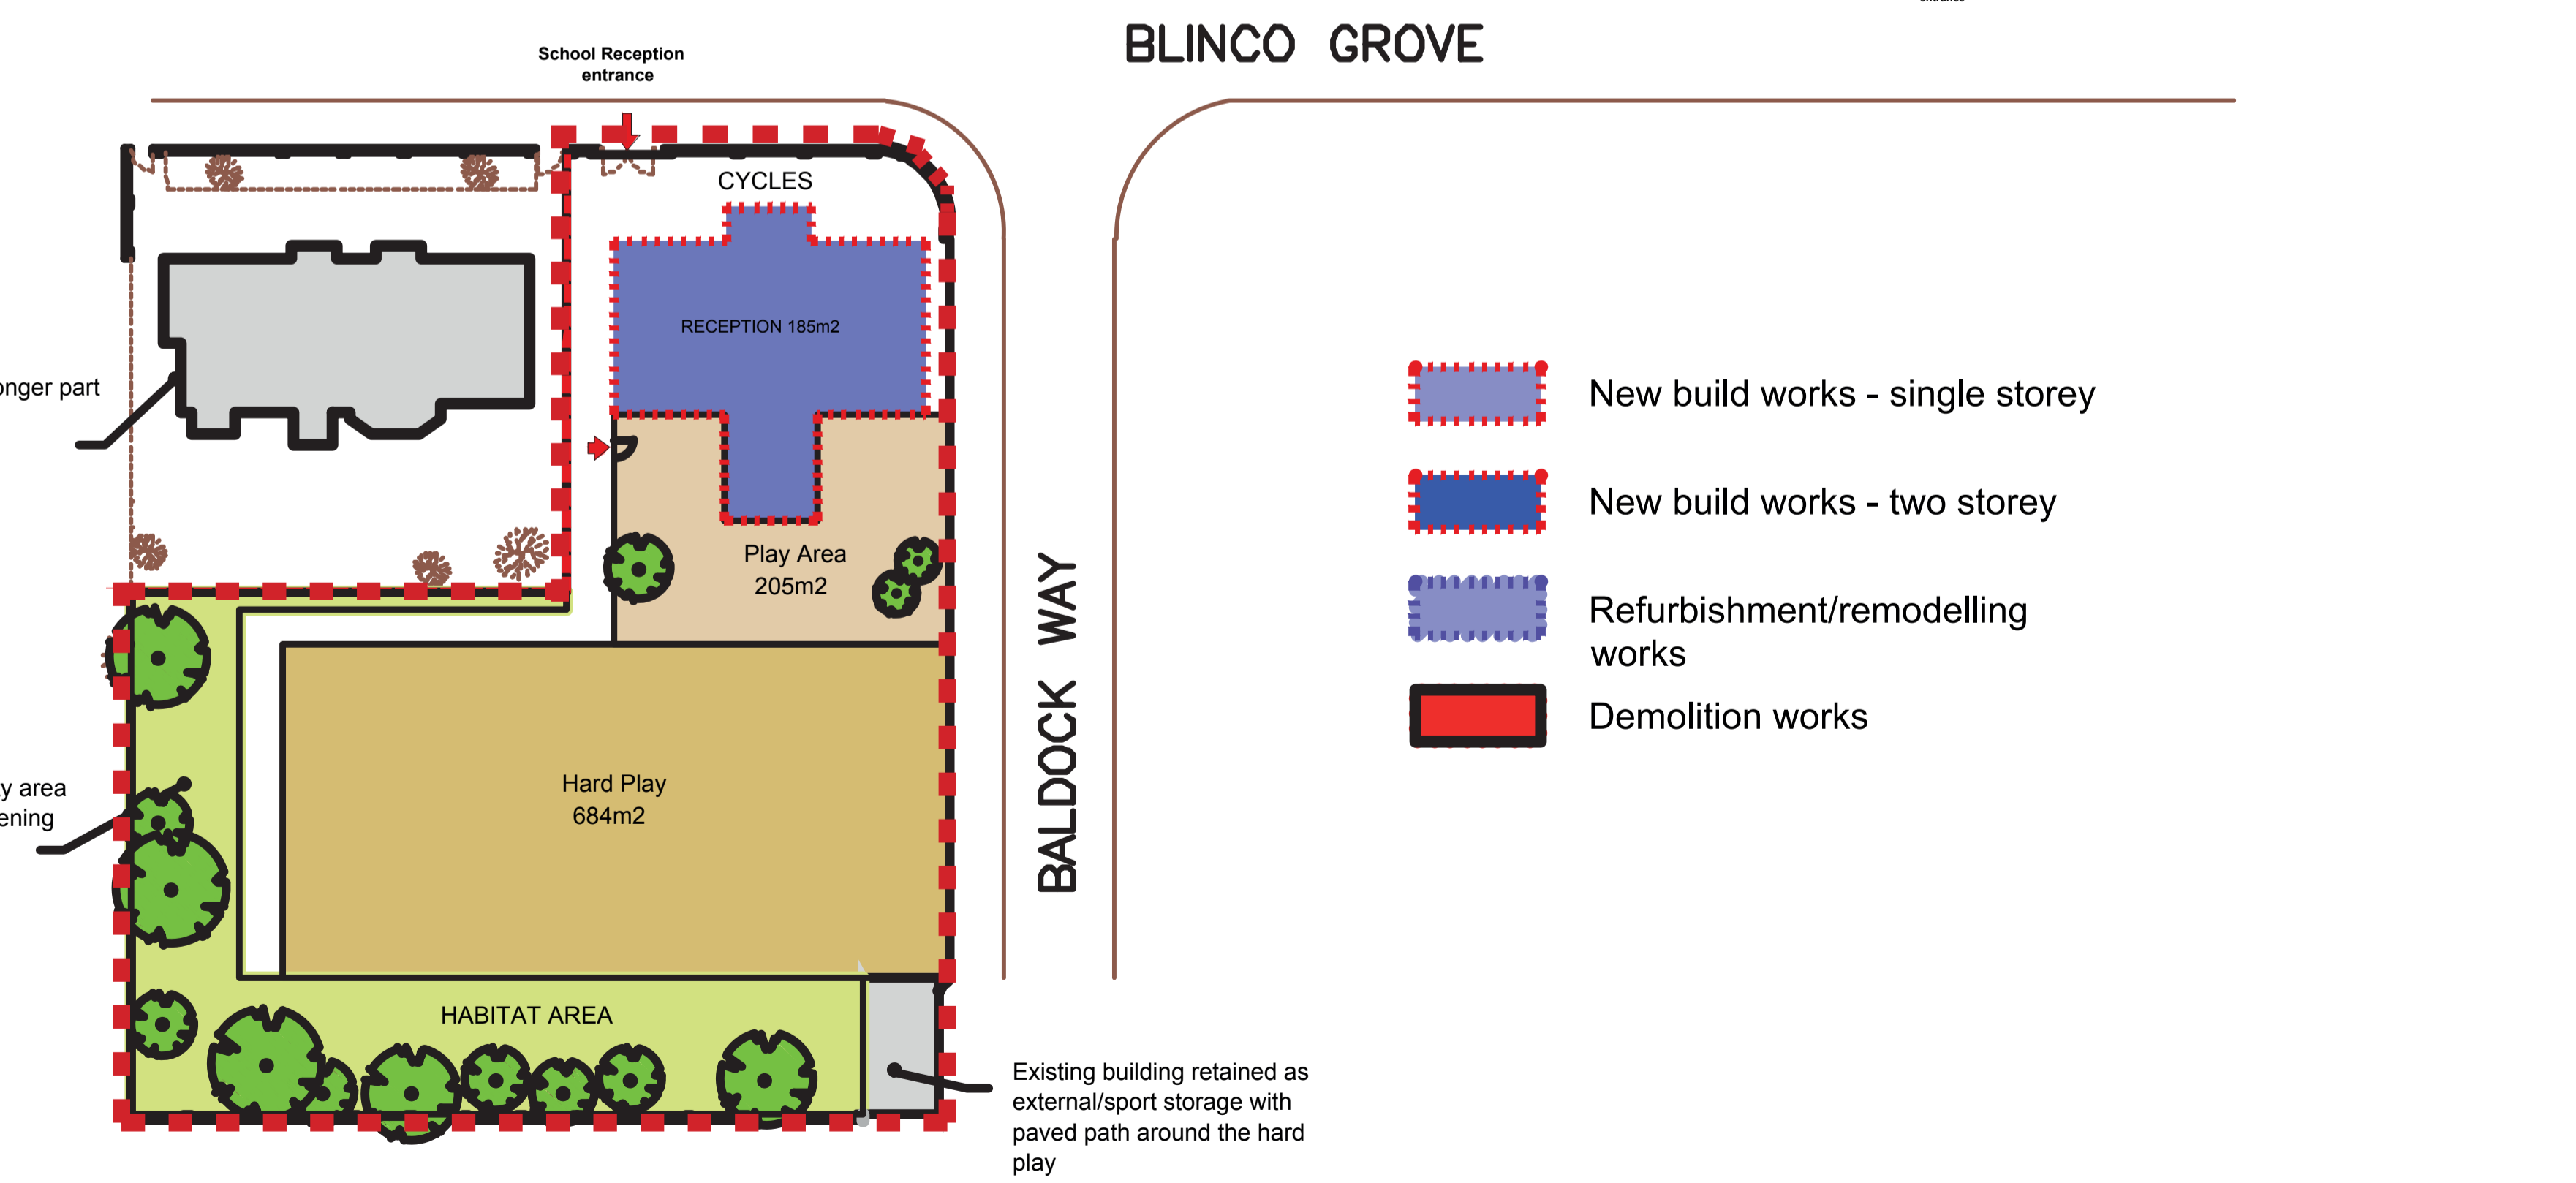 entrance
BLINCO GROVE
School Reception
entrance
CYCLES
RECEPTION 185m2
onger part
New build works - single storey
New build works - two storey
Refurbishment/remodelling
works
Demolition works
Play Area
205m2
BALDOCK WAY
Hard Play
684m2
y area
ening
HABITAT AREA
Existing building retained as
external/sport storage with
paved path around the hard
play